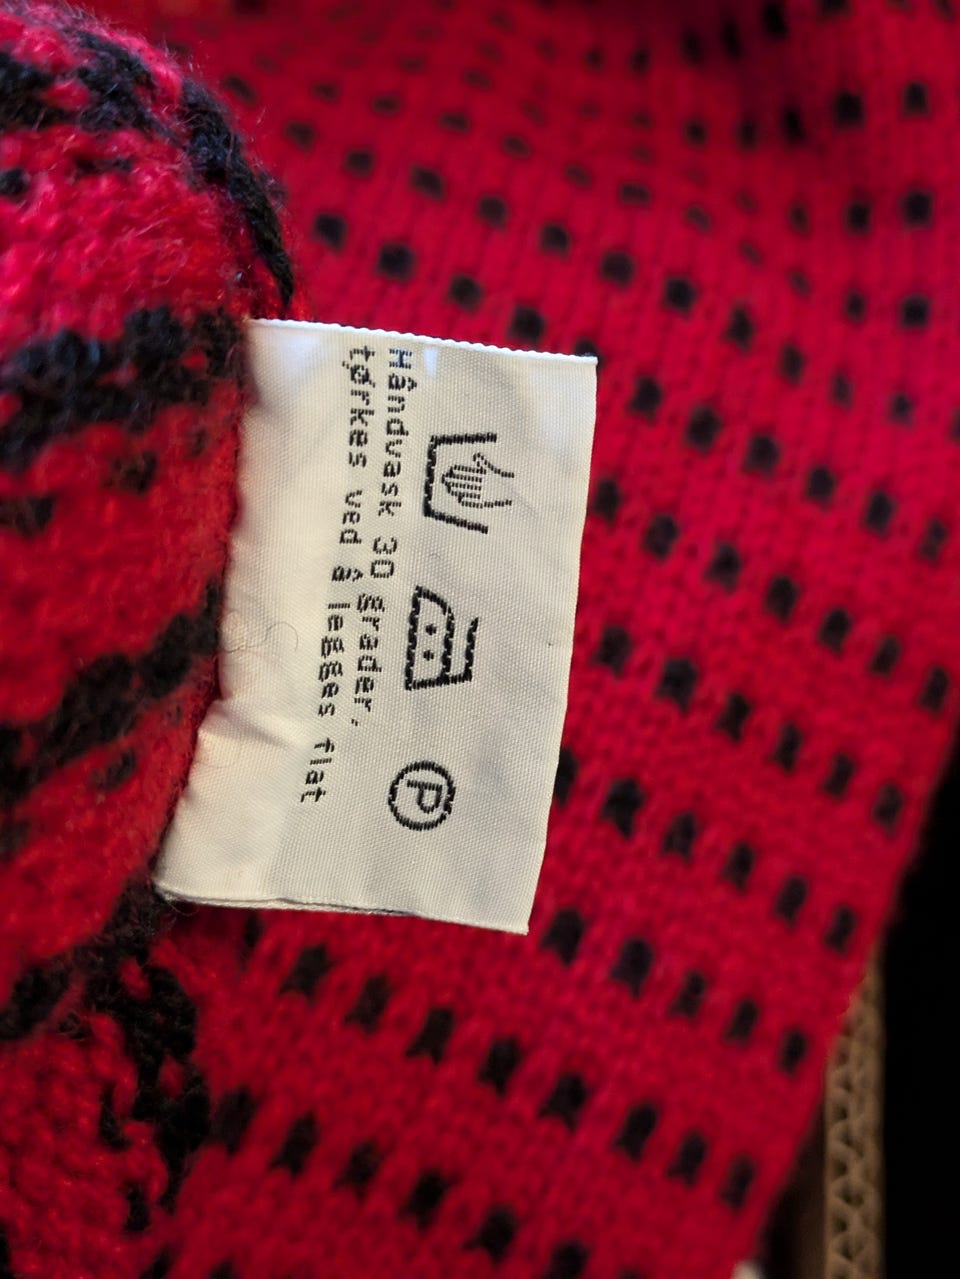 P
Håndvask 30 grader,
tørkes ved å legges flat